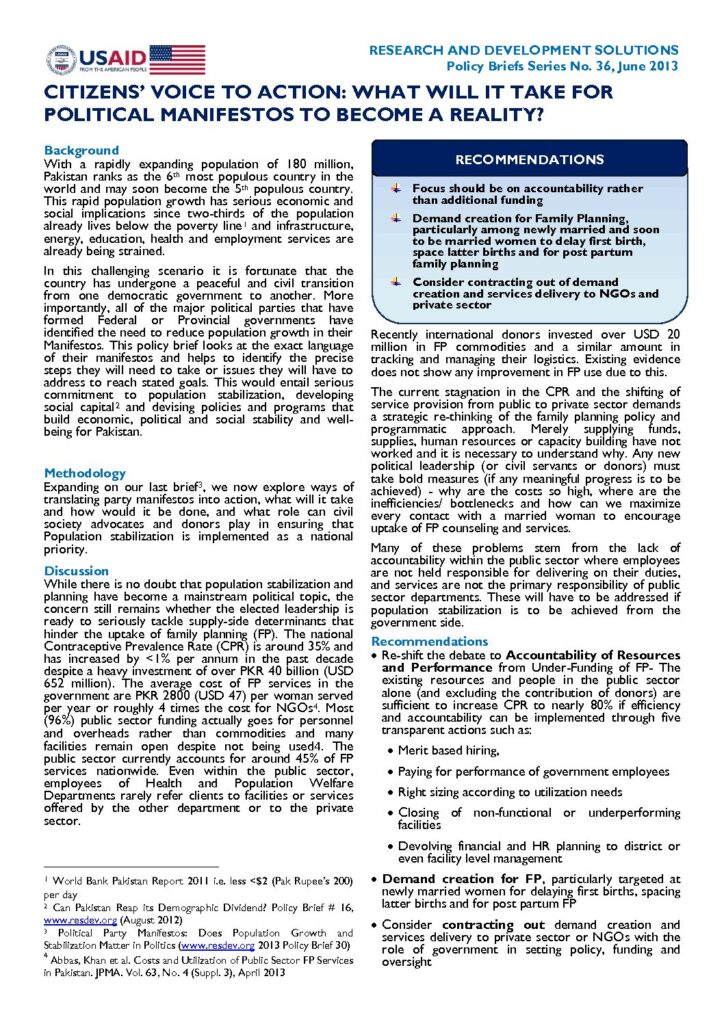 USAID
FROM THE AMERICAN PEOPLE
RESEARCH AND DEVELOPMENT SOLUTIONS
Policy Briefs Series No. 36, June 2013
CITIZENS' VOICE TO ACTION: WHAT WILL IT TAKE FOR
POLITICAL MANIFESTOS TO BECOME A REALITY?
Background
With a rapidly expanding population of 180 million,
Pakistan ranks as the 6th most populous country in the
world and may soon become the 5th populous country.
This rapid population growth has serious economic and
social implications since two-thirds of the population
already lives below the poverty line1 and infrastructure,
energy, education, health and employment services are
already being strained.
In this challenging scenario it is fortunate that the
country has undergone a peaceful and civil transition
from one democratic government to another. More
importantly, all of the major political parties that have
formed Federal or Provincial governments have
identified the need to reduce population growth in their
Manifestos. This policy brief looks at the exact language
of their manifestos and helps to identify the precise
steps they will need to take or issues they will have to
address to reach stated goals. This would entail serious
commitment to population stabilization, developing
social capital2 and devising policies and programs that
build economic, political and social stability and well-
being for Pakistan.
Methodology
Expanding on our last brief3, we now explore ways of
translating party manifestos into action, what will it take
and how would it be done, and what role can civil
society advocates and donors play in ensuring that
Population stabilization is implemented as a national
priority.
Discussion
While there is no doubt that population stabilization and
planning have become a mainstream political topic, the
concern still remains whether the elected leadership is
ready to seriously tackle supply-side determinants that
hinder the uptake of family planning (FP). The national
Contraceptive Prevalence Rate (CPR) is around 35% and
has increased by <1% per annum in the past decade
despite a heavy investment of over PKR 40 billion (USD
652 million). The average cost of FP services in the
government are PKR 2800 (USD 47) per woman served
per year or roughly 4 times the cost for NGOs4. Most
(96%) public sector funding actually goes for personnel
and overheads rather than commodities and many
facilities remain open despite not being used4. The
public sector currently accounts for around 45% of FP
services nationwide. Even within the public sector,
employees of Health and Population Welfare
Departments rarely refer clients to facilities or services
offered by the other department or to the private
sector.
1 World Bank Pakistan Report 2011 i.e. less <$2 (Pak Rupee's 200)
per day
2 Can Pakistan Reap its Demographic Dividend? Policy Brief # 16,
www.resdev.org (August 2012)
3 Political Party Manifestos: Does Population Growth and
Stabilization Matter in Politics (www.resdev.org 2013 Policy Brief 30)
4 Abbas, Khan et al. Costs and Utilization of Public Sector FP Services
in Pakistan. JPMA. Vol. 63, No. 4 (Suppl. 3), April 2013
RECOMMENDATIONS
Focus should be on accountability rather
than additional funding
Demand creation for Family Planning,
particularly among newly married and soon
to be married women to delay first birth,
space latter births and for post partum
family planning
Consider contracting out of demand
creation and services delivery to NGOs and
private sector
Recently international donors invested over USD 20
million in FP commodities and a similar amount in
tracking and managing their logistics. Existing evidence
does not show any improvement in FP use due to this.
The current stagnation in the CPR and the shifting of
service provision from public to private sector demands
a strategic re-thinking of the family planning policy and
programmatic approach. Merely supplying funds,
supplies, human resources or capacity building have not
worked and it is necessary to understand why. Any new
political leadership (or civil servants or donors) must
take bold measures (if any meaningful progress is to be
achieved) - why are the costs so high, where are the
inefficiencies/ bottlenecks and how can we maximize
every contact with a married woman to encourage
uptake of FP counseling and services.
Many of these problems stem from the lack of
accountability within the public sector where employees
are not held responsible for delivering on their duties,
and services are not the primary responsibility of public
sector departments. These will have to be addressed if
population stabilization is to be achieved from the
government side.
Recommendations
• Re-shift the debate to Accountability of Resources
and Performance from Under-Funding of FP- The
existing resources and people in the public sector
alone (and excluding the contribution of donors) are
sufficient to increase CPR to nearly 80% if efficiency
and accountability can be implemented through five
transparent actions such as:
• Merit based hiring,
• Paying for performance of government employees
• Right sizing according to utilization needs
• Closing of non-functional or underperforming
facilities
• Devolving financial and HR planning to district or
even facility level management
• Demand creation for FP, particularly targeted at
newly married women for delaying first births, spacing
latter births and for post partum FP
• Consider contracting out demand creation and
services delivery to private sector or NGOs with the
role of government in setting policy, funding and
oversight